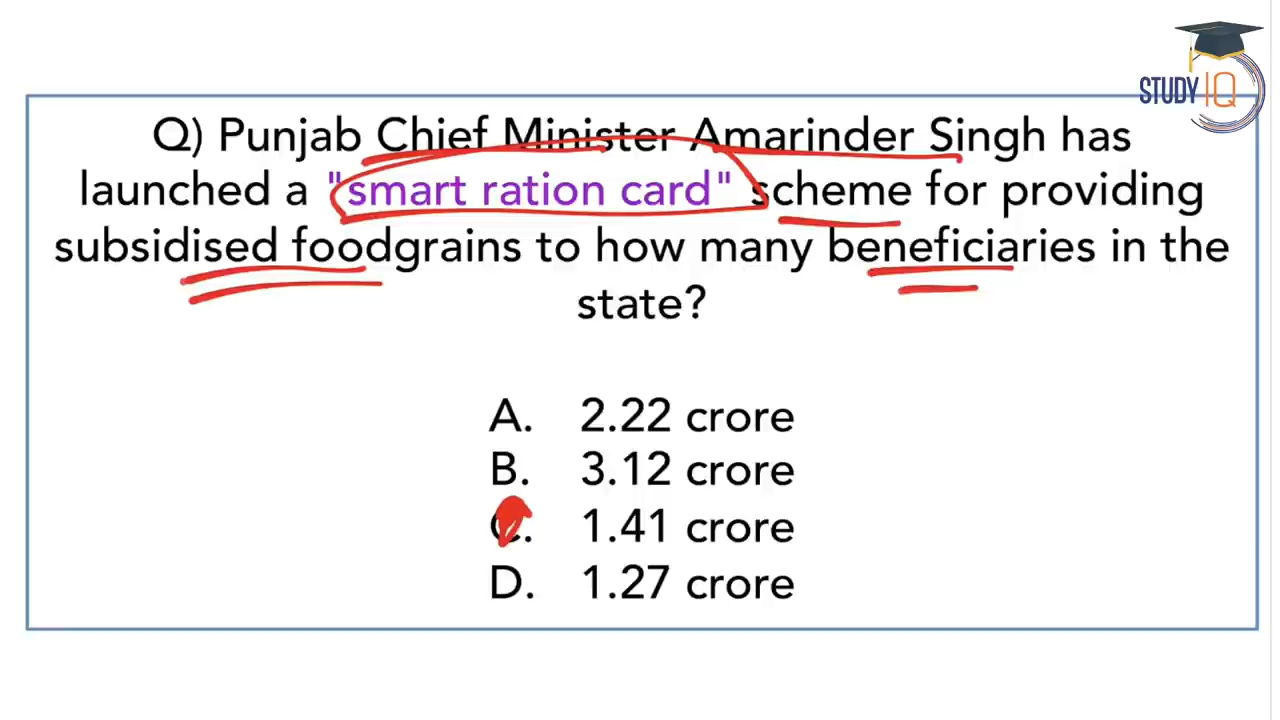 STUDY IQ
Q) Punjab Chief Minister Amarinder Singh has
launched a "smart ration card" scheme for providing
subsidised foodgrains to how many beneficiaries in the
state?
A. 2.22 crore
B. 3.12 crore
C. 1.41 crore
D. 1.27 crore